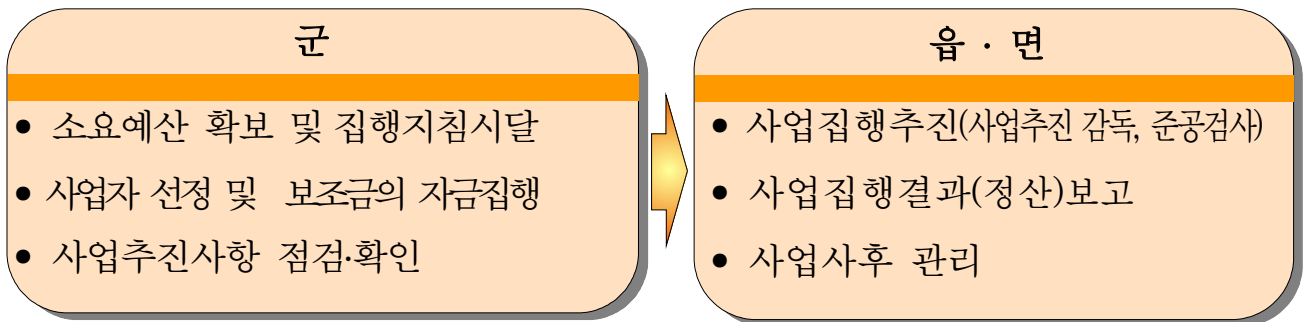 군
• 소요예산 확보 및 집행지침시달
• 사업자 선정 및 보조금의 자금집행
• 사업추진사항 점검·확인
읍 · 면
• 사업집행추진(사업추진 감독, 준공검사)
• 사업집행결과(정산)보고
• 사업사후 관리